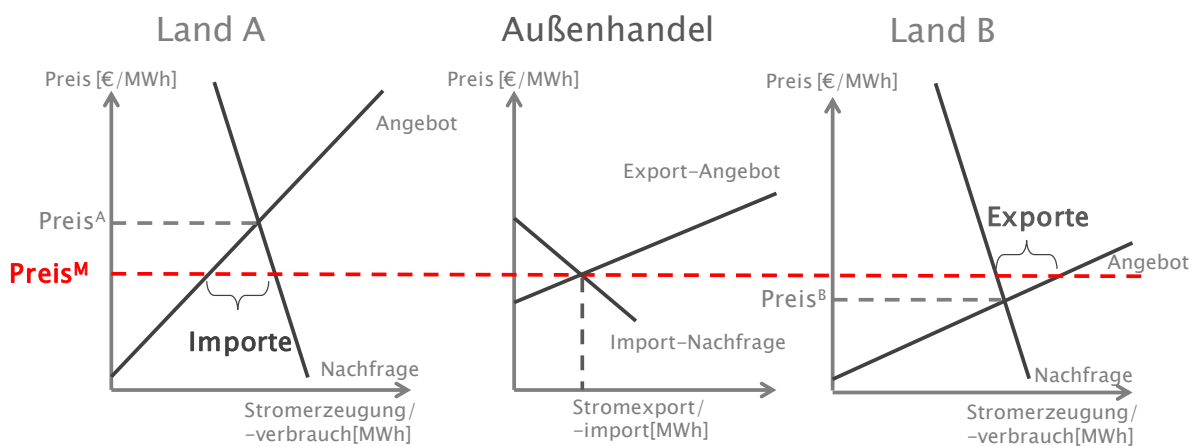 Land A
Außenhandel
Land B
Preis [€/MWh]
Preis [€/MWh]
Preis [€/MWh]
Angebot
Export-Angebot
Preisᴬ
Exporte
Preisᴹ
Angebot
Preisᴮ
Importe
Import-Nachfrage
Nachfrage
Nachfrage
Stromerzeugung/
-verbrauch[MWh]
Stromexport/
-import[MWh]
Stromerzeugung/
-verbrauch[MWh]